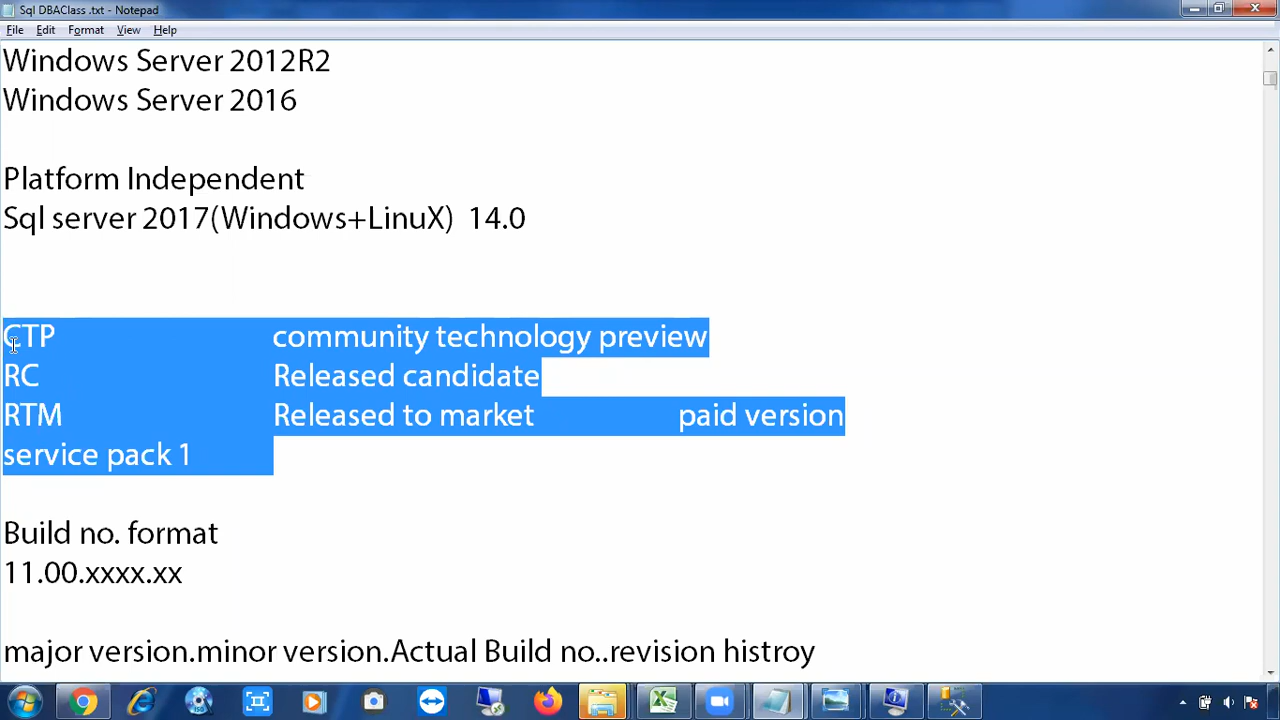 Sql DBAClass .txt - Notepad
File Edit Format View Help
Windows Server 2012R2
Windows Server 2016
Platform Independent
Sql server 2017(Windows+LinuX) 14.0
CTP community technology preview
RC Released candidate
RTM Released to market paid version
service pack 1
Build no. format
11.00.xxxx.xx
major version.minor version.Actual Build no..revision histroy